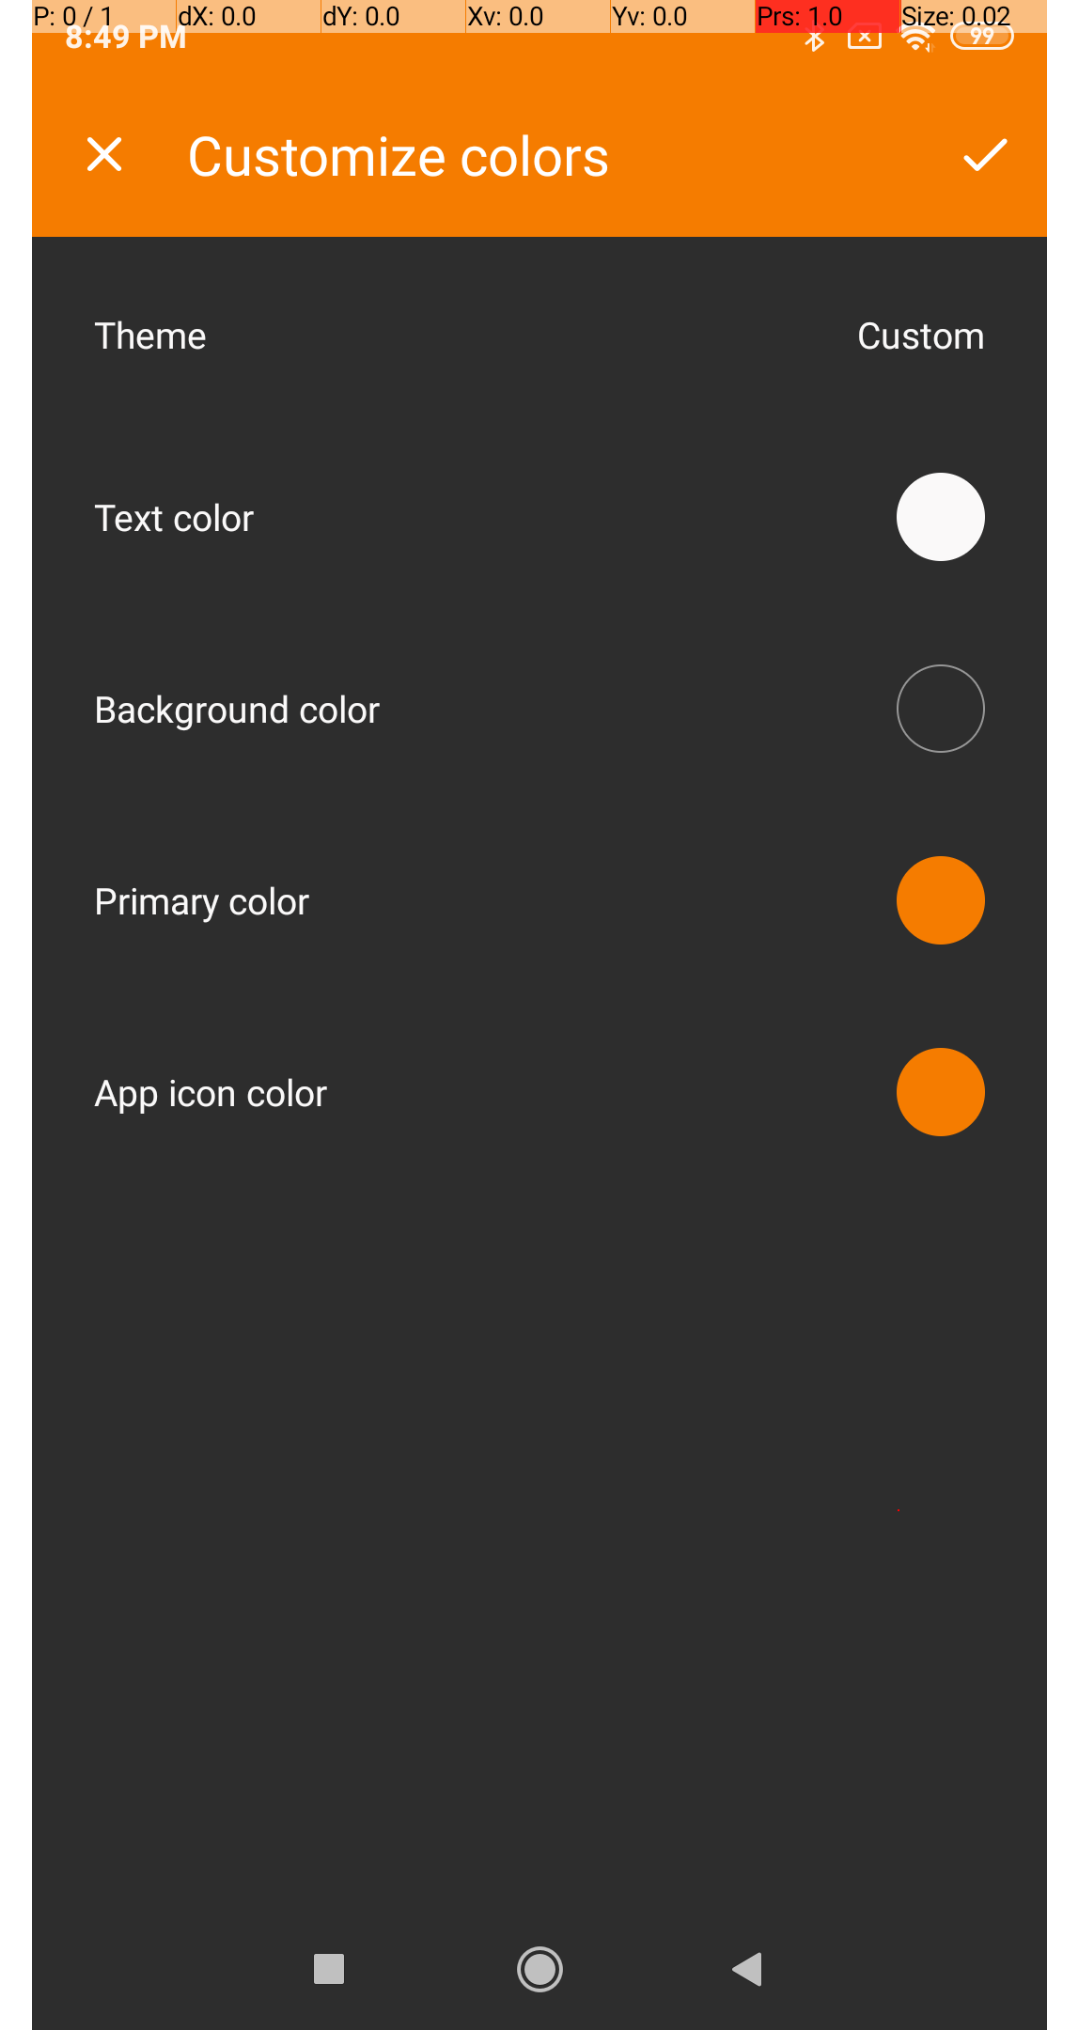 P: 0 / 1 dX: 0.0 dY: 0.0 Xv: 0.0 Yv: 0.0 Prs: 1.0 Size: 0.02
8:49 PM 99
Customize colors
Theme Custom
Text color
Background color
Primary color
App icon color